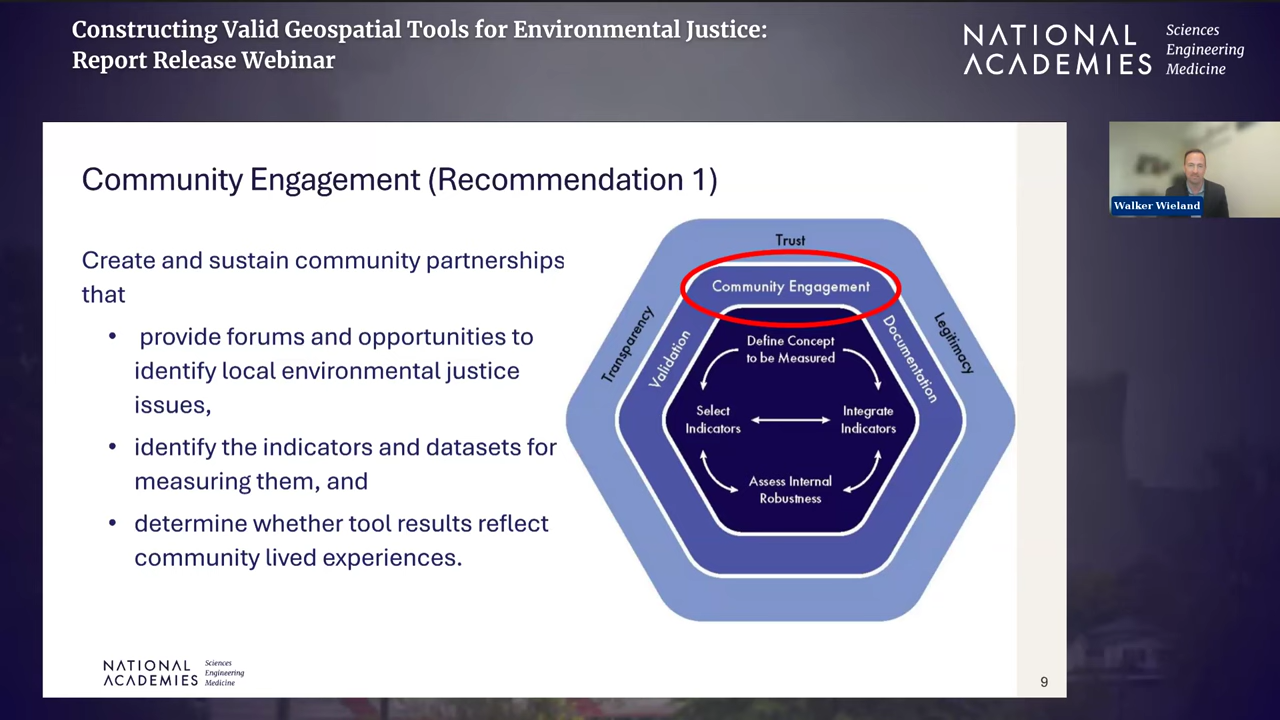 Constructing Valid Geospatial Tools for Environmental Justice:
Report Release Webinar
NATIONAL
ACADEMIES
Sciences
Engineering
Medicine
Walker Wieland
Community Engagement (Recommendation 1)
Create and sustain community partnerships
that
• provide forums and opportunities to
identify local environmental justice
issues,
• identify the indicators and datasets for
measuring them, and
• determine whether tool results reflect
community lived experiences.
Trust
Community Engagement
Transparency
Validation
Documentation
Legitimacy
Define Concept
to be Measured
Select
Indicators
Integrate
Indicators
Assess Internal
Robustness
NATIONAL
ACADEMIES
Sciences
Engineering
Medicine
9